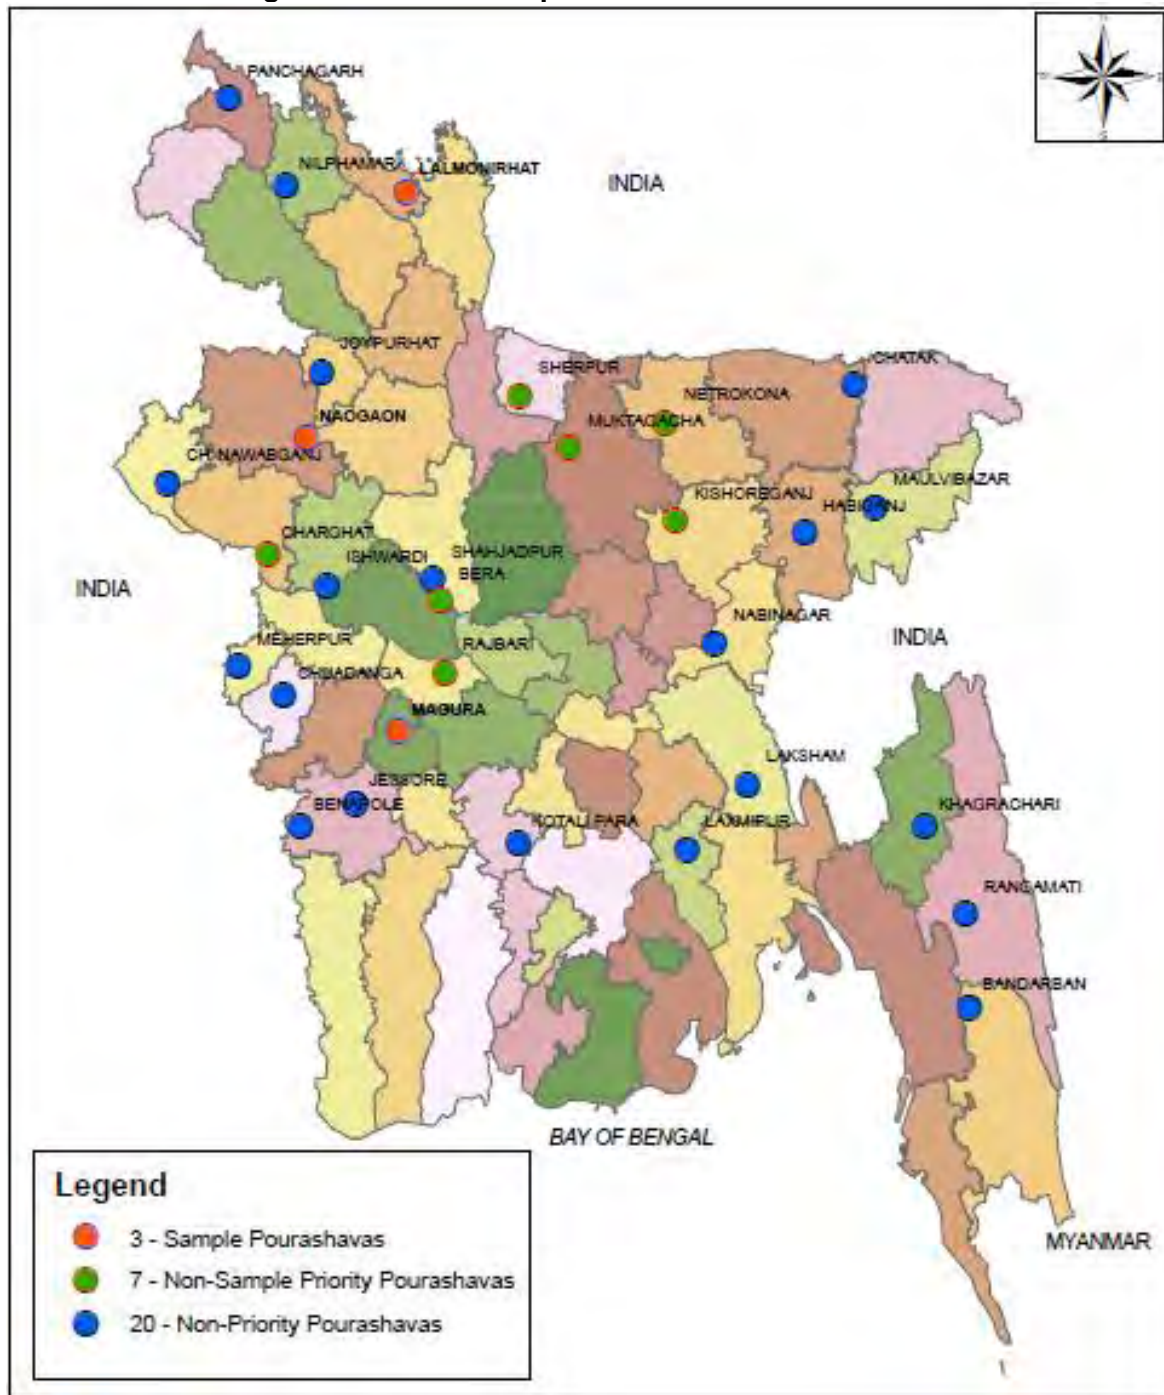 PANCHAGARH
NILPHAMARI
LALMONIRHAT
INDIA
JOYPURHAT
SHERPUR
CHATAK
NETROKONA
NAOGAON
MUKTAGACHA
CH. NAWABGANJ
MAULVIBAZAR
KISHOREGANJ
HABIGANJ
CHARGHAT
ISHWARDI
SHAHJADPUR
BERA
INDIA
NABINAGAR
INDIA
MEHERPUR
RAJBARI
CHUADANGA
MAGURA
LAKSHAM
JESSORE
BENAPOLE
KHAGRACHARI
KOTALIPARA
LAXMIPUR
RANGAMATI
BANDARBAN
BAY OF BENGAL
MYANMAR
Legend
3 - Sample Pourashavas
7 - Non-Sample Priority Pourashavas
20 - Non-Priority Pourashavas